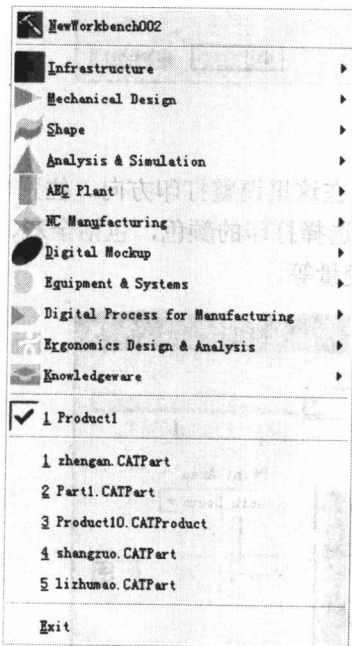 NewWorkbench002
Infrastructure
Mechanical Design
Shape
Analysis & Simulation
AEC Plant
NC Manufacturing
Digital Mockup
Equipment & Systems
Digital Process for Manufacturing
Ergonomics Design & Analysis
Knowledgeware
1 Product1
1 zhengan.CATPart
2 Part1.CATPart
3 Product10.CATProduct
4 shangzuo.CATPart
5 lizhumao.CATPart
Exit